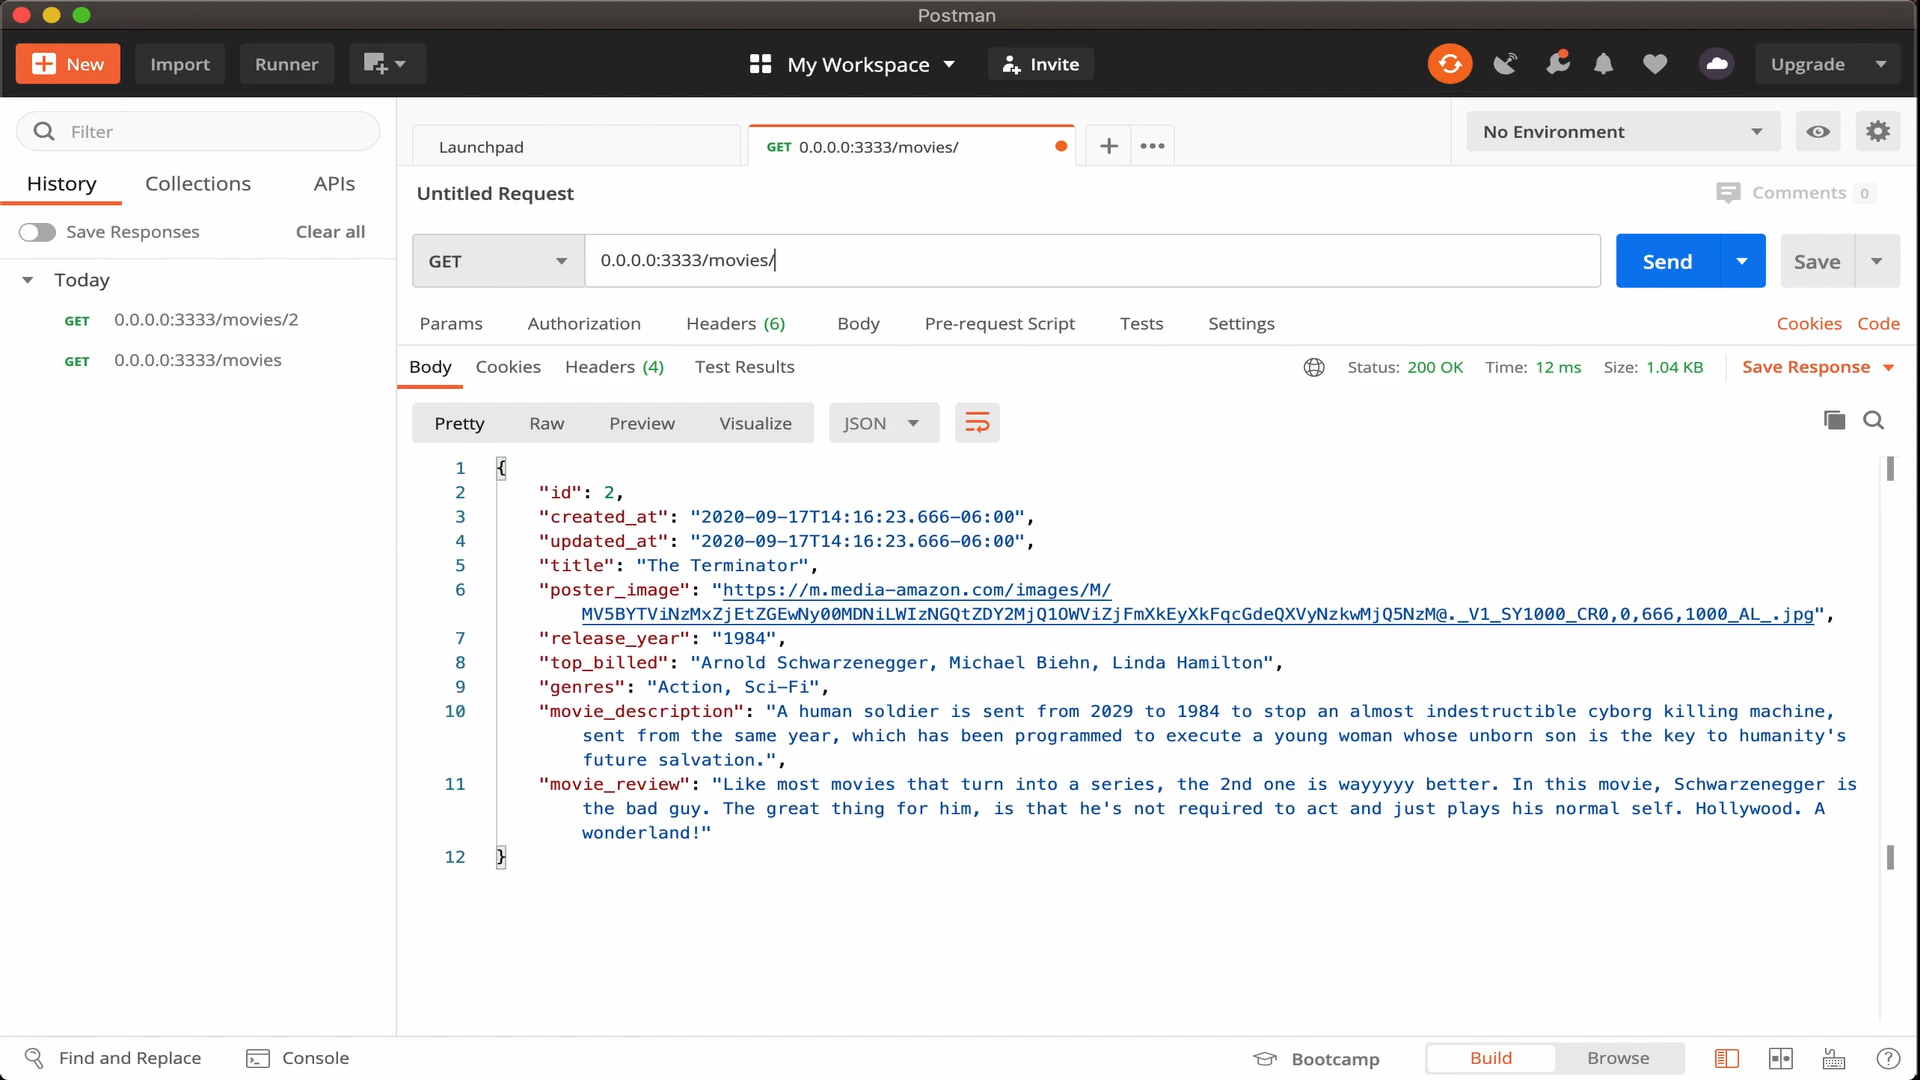 Postman
New
Import
Runner
My Workspace
Invite
Upgrade
Filter
Launchpad
GET 0.0.0.0:3333/movies/
No Environment
History
Collections
APIs
Untitled Request
Comments 0
Save Responses
Clear all
GET
0.0.0.0:3333/movies/
Send
Save
Today
GET 0.0.0.0:3333/movies/2
GET 0.0.0.0:3333/movies
Params
Authorization
Headers (6)
Body
Pre-request Script
Tests
Settings
Cookies
Code
Body
Cookies
Headers (4)
Test Results
Status: 200 OK
Time: 12 ms
Size: 1.04 KB
Save Response
Pretty
Raw
Preview
Visualize
JSON
1 {
2 "id": 2,
3 "created_at": "2020-09-17T14:16:23.666-06:00",
4 "updated_at": "2020-09-17T14:16:23.666-06:00",
5 "title": "The Terminator",
6 "poster_image": "https://m.media-amazon.com/images/M/
MV5BYTViNzMxZjEtZGEwNy00MDNiLWIzNGQtZDY2MjQ1OWViZjFmXkEyXkFqcGdeQXVyNzkwMjQ5NzM@._V1_SY1000_CR0,0,666,1000_AL_.jpg",
7 "release_year": "1984",
8 "top_billed": "Arnold Schwarzenegger, Michael Biehn, Linda Hamilton",
9 "genres": "Action, Sci-Fi",
10 "movie_description": "A human soldier is sent from 2029 to 1984 to stop an almost indestructible cyborg killing machine,
sent from the same year, which has been programmed to execute a young woman whose unborn son is the key to humanity's
future salvation.",
11 "movie_review": "Like most movies that turn into a series, the 2nd one is wayyyyy better. In this movie, Schwarzenegger is
the bad guy. The great thing for him, is that he's not required to act and just plays his normal self. Hollywood. A
wonderland!"
12 }
Find and Replace
Console
Bootcamp
Build
Browse